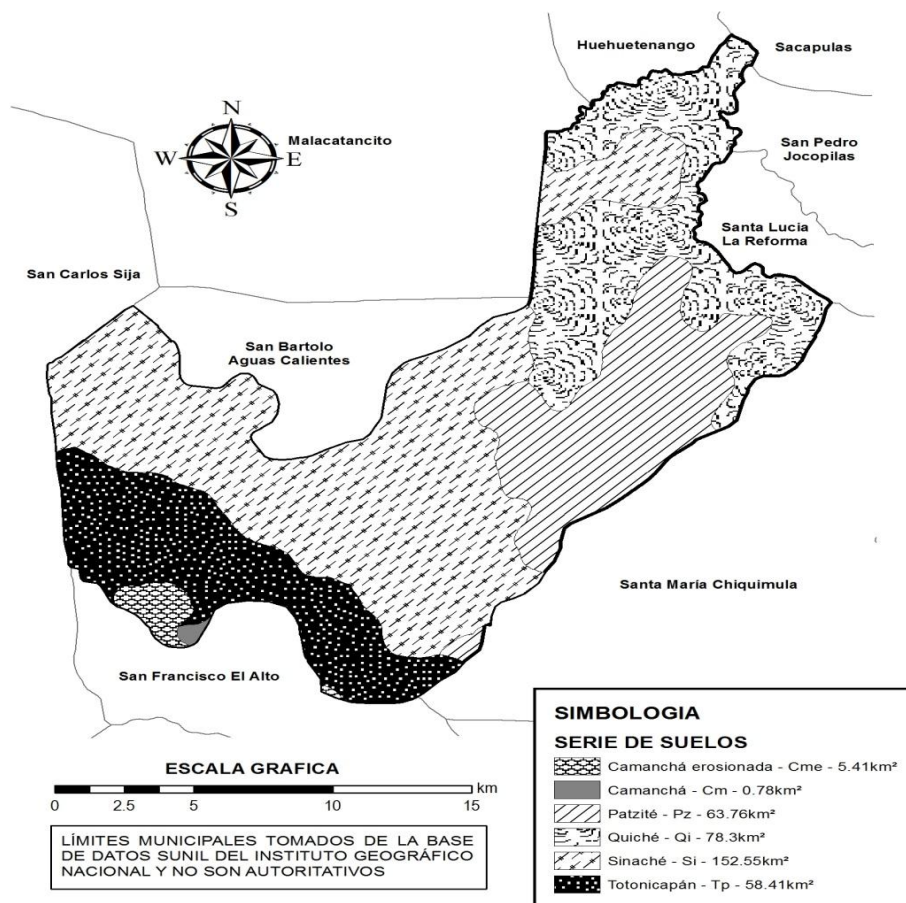 Huehuetenango
Sacapulas
N
Malacatancito
W
E
San Pedro
Jocopilas
S
Santa Lucia
La Reforma
San Carlos Sija
San Bartolo
Aguas Calientes
Santa María Chiquimula
San Francisco El Alto
ESCALA GRAFICA
km
0 2.5 5 10 15
LÍMITES MUNICIPALES TOMADOS DE LA BASE
DE DATOS SUNIL DEL INSTITUTO GEOGRÁFICO
NACIONAL Y NO SON AUTORITATIVOS
SIMBOLOGIA
SERIE DE SUELOS
Camanchá erosionada - Cme - 5.41km²
Camanchá - Cm - 0.78km²
Patzité - Pz - 63.76km²
Quiché - Qi - 78.3km²
Sinaché - Si - 152.55km²
Totonicapán - Tp - 58.41km²